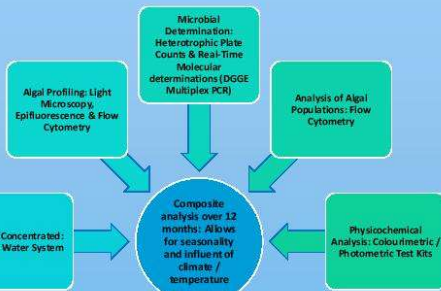 Microbial
Determination:
Heterotrophic Plate
Counts & Real-Time
Molecular
determinations (DGGE
Multiplex PCR)
Algal Profiling: Light
Microscopy,
Epifluorescence & Flow
Cytometry
Analysis of Algal
Populations: Flow
Cytometry
Concentrated:
Water System
Composite
analysis over 12
months: Allows
for seasonality
and influent of
climate /
temperature
Physicochemical
Analysis: Colourimetric /
Photometric Test Kits